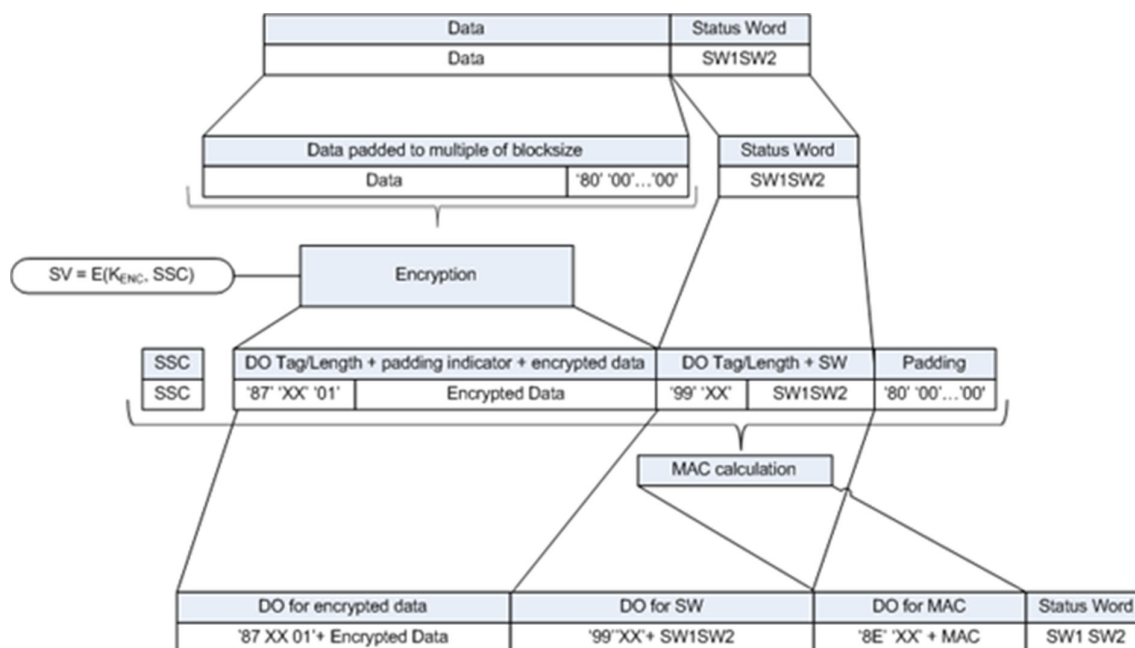 Data Status Word
Data SW1SW2
Data padded to multiple of blocksize Status Word
Data '80' '00'...'00' SW1SW2
SV = E(KENC, SSC) Encryption
SSC DO Tag/Length + padding indicator + encrypted data DO Tag/Length + SW Padding
SSC '87' 'XX' '01' Encrypted Data '99' 'XX' SW1SW2 '80' '00'...'00'
MAC calculation
DO for encrypted data DO for SW DO for MAC Status Word
'87 XX 01'+ Encrypted Data '99''XX'+ SW1SW2 '8E' 'XX' + MAC SW1 SW2